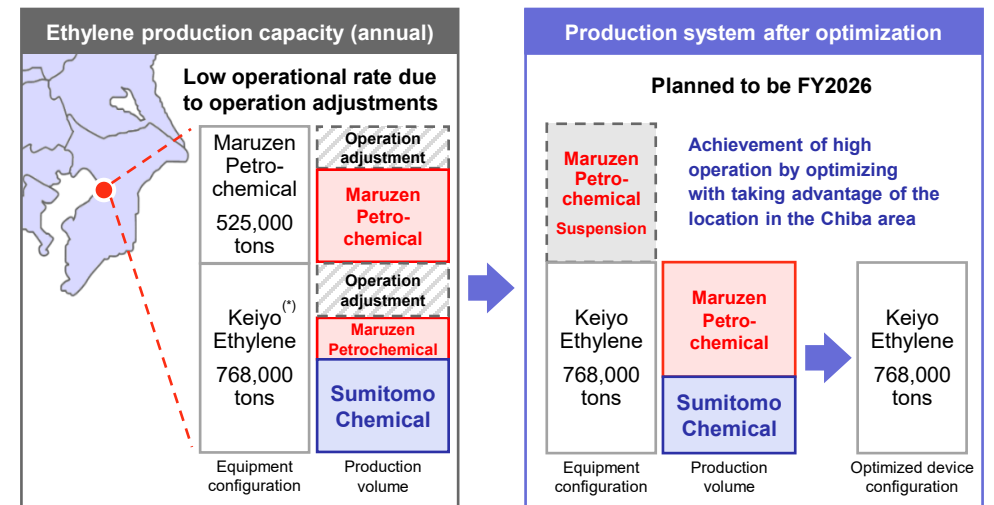 Ethylene production capacity (annual)
Low operational rate due
to operation adjustments
Maruzen
Petro-
chemical
525,000
tons
Operation
adjustment
Maruzen
Petro-
chemical
Keiyo(*)
Ethylene
768,000
tons
Operation
adjustment
Maruzen
Petrochemical
Sumitomo
Chemical
Equipment
configuration
Production
volume
Production system after optimization
Planned to be FY2026
Maruzen
Petro-
chemical
Suspension
Achievement of high
operation by optimizing
with taking advantage of the
location in the Chiba area
Keiyo
Ethylene
768,000
tons
Maruzen
Petro-
chemical
Sumitomo
Chemical
Keiyo
Ethylene
768,000
tons
Equipment
configuration
Production
volume
Optimized device
configuration